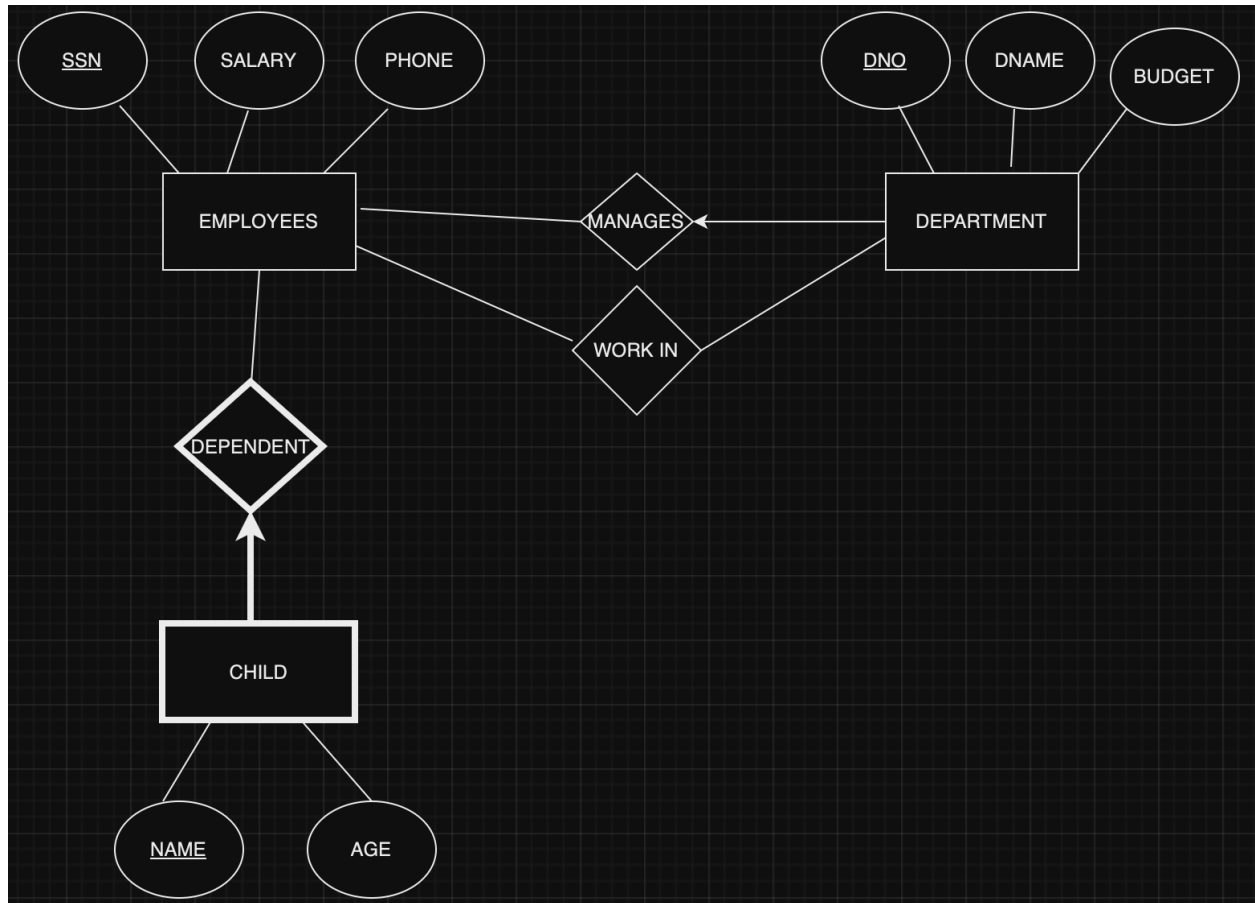 SSN
SALARY
PHONE
DNO
DNAME
BUDGET
EMPLOYEES
MANAGES
DEPARTMENT
WORK IN
DEPENDENT
CHILD
NAME
AGE